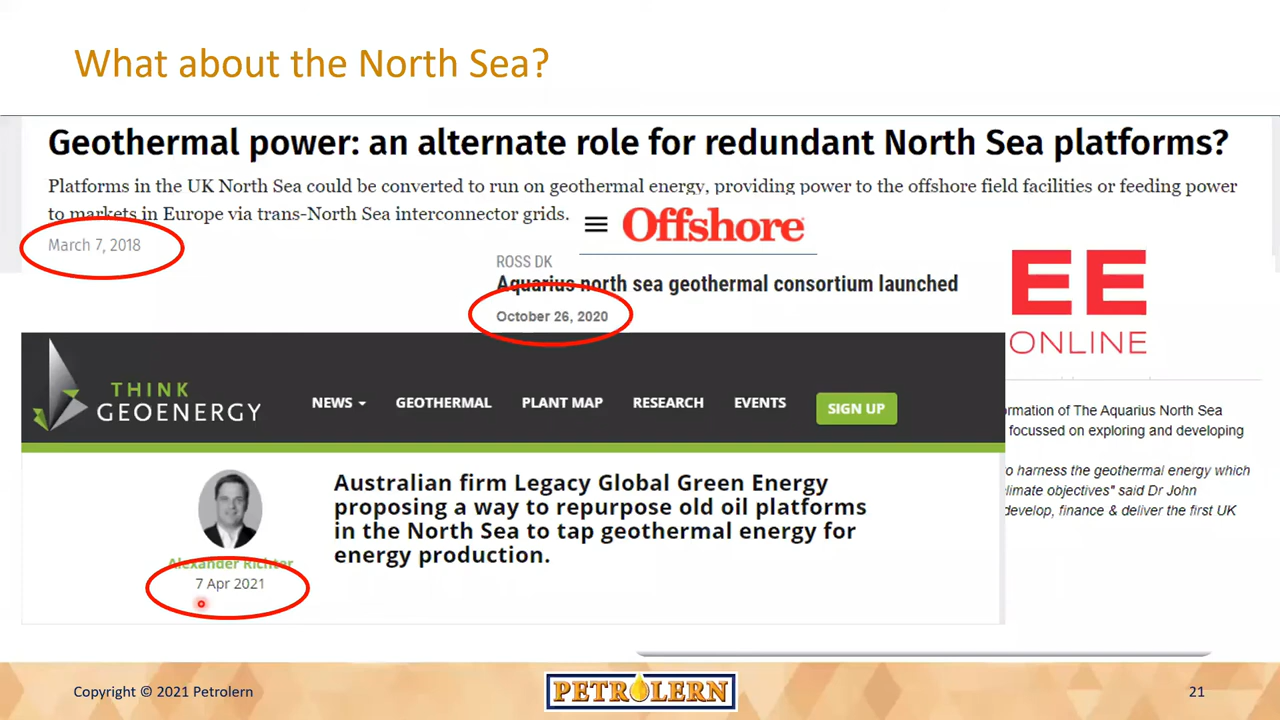 What about the North Sea?
Geothermal power: an alternate role for redundant North Sea platforms?
Platforms in the UK North Sea could be converted to run on geothermal energy, providing power to the offshore field facilities or feeding power
to markets in Europe via trans-North Sea interconnector grids.
March 7, 2018
Offshore
ROSS DK
Aquarius north sea geothermal consortium launched
October 26, 2020
EE
ONLINE
THINK
GEOENERGY
NEWS
GEOTHERMAL
PLANT MAP
RESEARCH
EVENTS
SIGN UP
ormation of The Aquarius North Sea
focussed on exploring and developing
o harness the geothermal energy which
limate objectives" said Dr John
develop, finance & deliver the first UK
Australian firm Legacy Global Green Energy
proposing a way to repurpose old oil platforms
in the North Sea to tap geothermal energy for
energy production.
Alexander Richter
7 Apr 2021
Copyright © 2021 Petrolern
PETROLERN
21